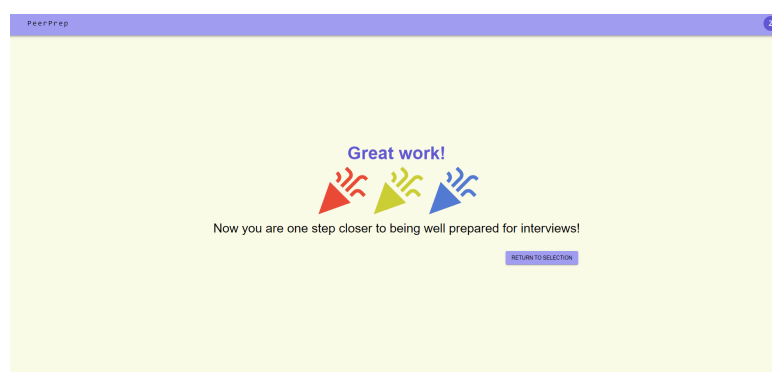 PeerPrep
Great work!
Now you are one step closer to being well prepared for interviews!
RETURN TO SELECTION